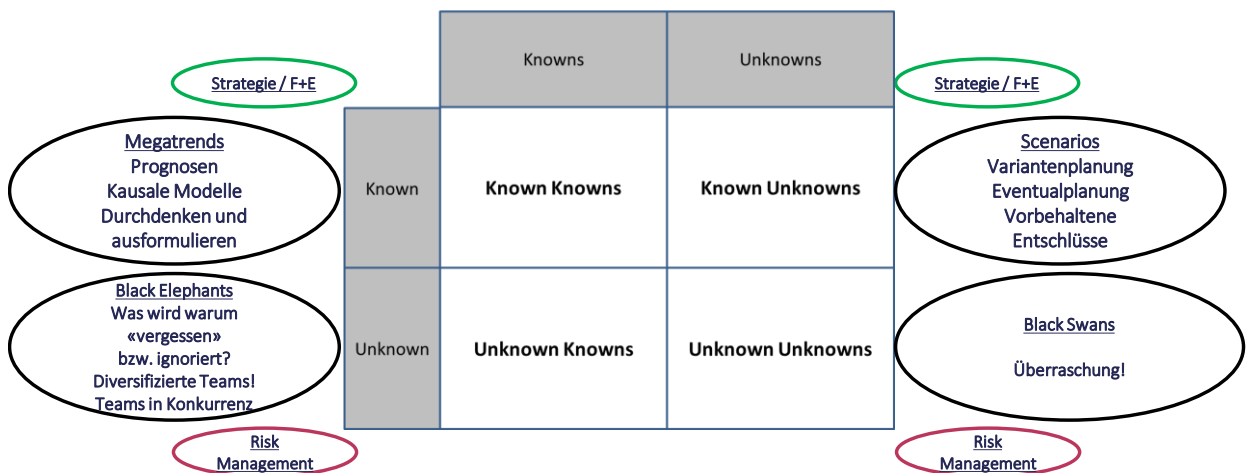 Knowns
Unknowns
Strategie / F+E
Strategie / F+E
Megatrends
Prognosen
Kausale Modelle
Durchdenken und
ausformulieren
Known
Known Knowns
Known Unknowns
Scenarios
Variantenplanung
Eventualplanung
Vorbehaltene
Entschlüsse
Black Elephants
Was wird warum
«vergessen»
bzw. ignoriert?
Diversifizierte Teams!
Teams in Konkurrenz
Unknown
Unknown Knowns
Unknown Unknowns
Black Swans
Überraschung!
Risk
Management
Risk
Management